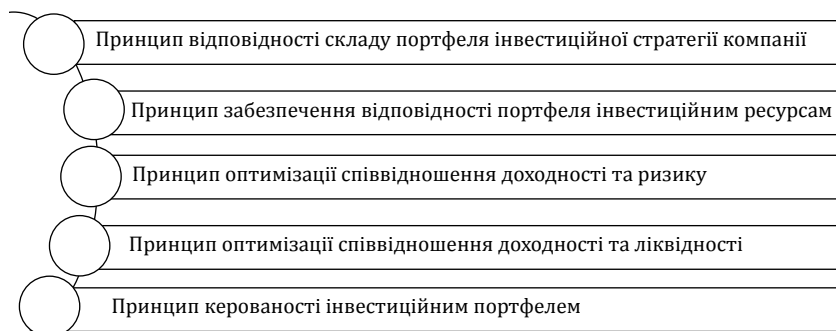 Принцип відповідності складу портфеля інвестиційної стратегії компанії
Принцип забезпечення відповідності портфеля інвестиційним ресурсам
Принцип оптимізації співвідношення доходності та ризику
Принцип оптимізації співвідношення доходності та ліквідності
Принцип керованості інвестиційним портфелем